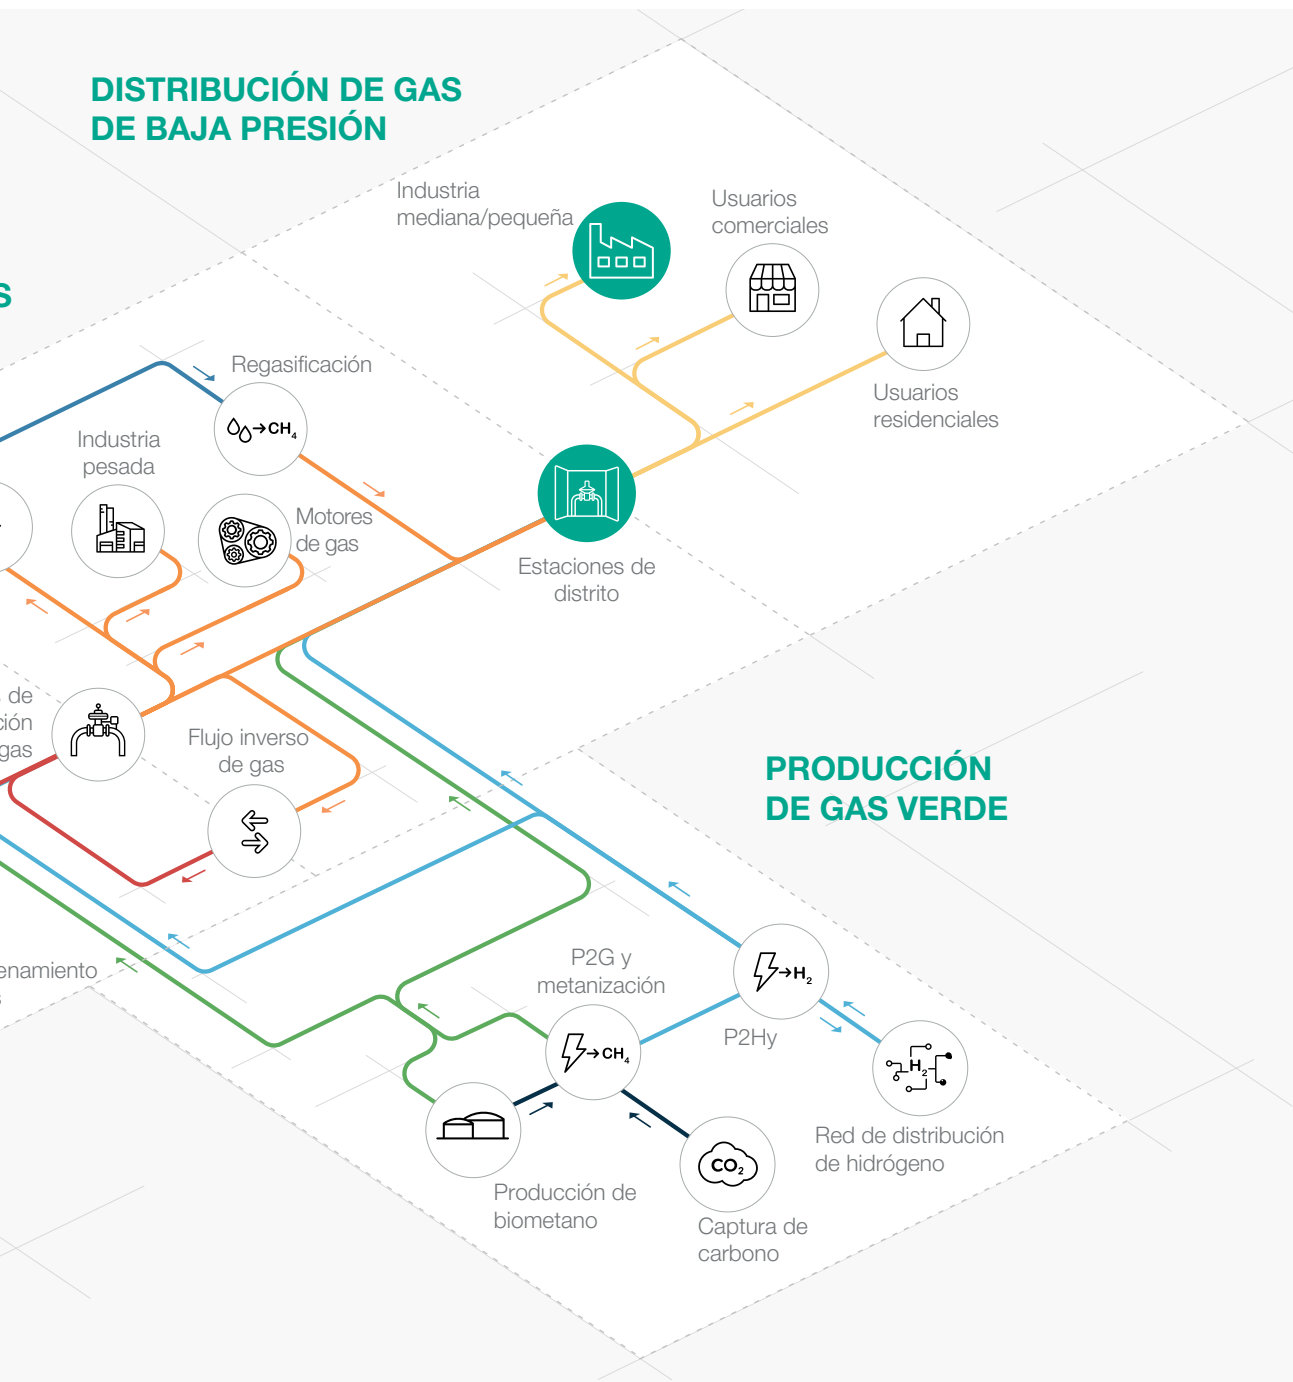 DISTRIBUCIÓN DE GAS
DE BAJA PRESIÓN
Industria
mediana/pequeña
Usuarios
comerciales
Usuarios
residenciales
S
Regasificación
→CH₄
Industria
pesada
Motores
de gas
Estaciones de
distrito
de
gas
Flujo inverso
de gas
PRODUCCIÓN
DE GAS VERDE
P2G y
metanización
→CH₄
→H₂
P2Hy
H₂
Red de distribución
de hidrógeno
CO₂
Producción de
biometano
Captura de
carbono